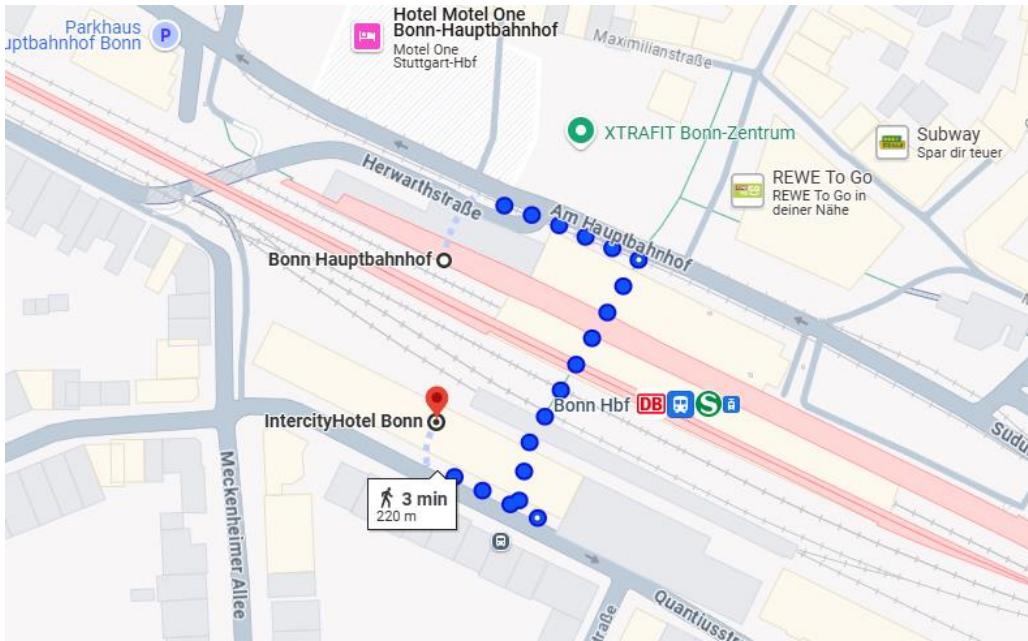 Parkhaus
uptbahnhof Bonn
P
Hotel Motel One
Bonn-Hauptbahnhof
Motel One
Stuttgart-Hbf
Maximilianstraße
XTRAFIT Bonn-Zentrum
Subway
Spar dir teuer
REWE To Go
REWE To Go in
deiner Nähe
Herwarthstraße
Am Hauptbahnhof
Bonn Hauptbahnhof
Bonn Hbf DB S
IntercityHotel Bonn
3 min
220 m
Meckenheimer Allee
Quantiusstr
raße
Südu